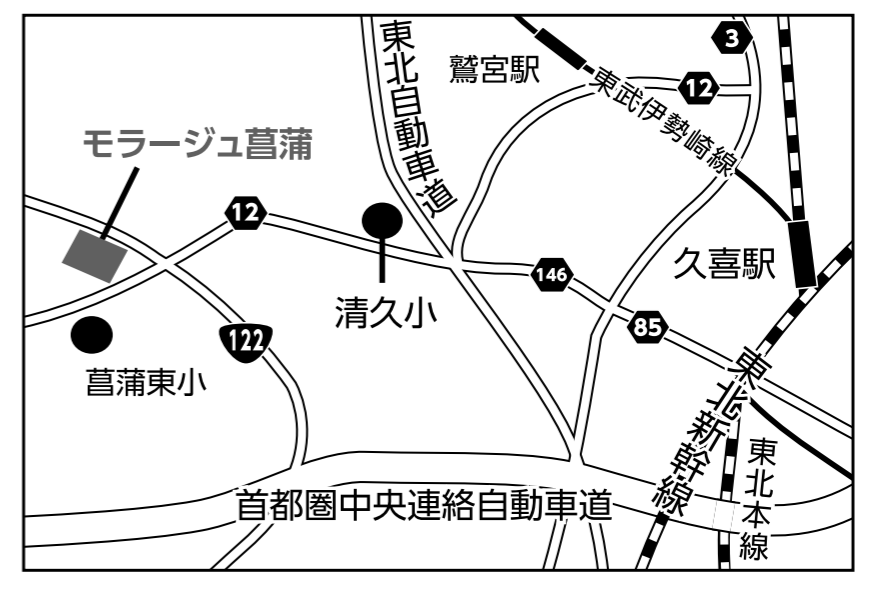 東北自動車道
鷲宮駅
3
12
東武伊勢崎線
モラージュ菖蒲
12
清久小
146
久喜駅
85
122
菖蒲東小
東北新幹線
東北本線
首都圏中央連絡自動車道